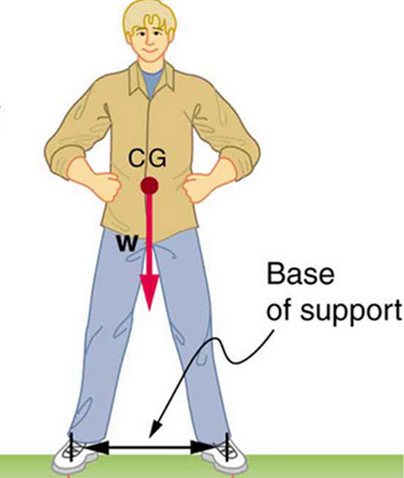 CG
w
Base
of support